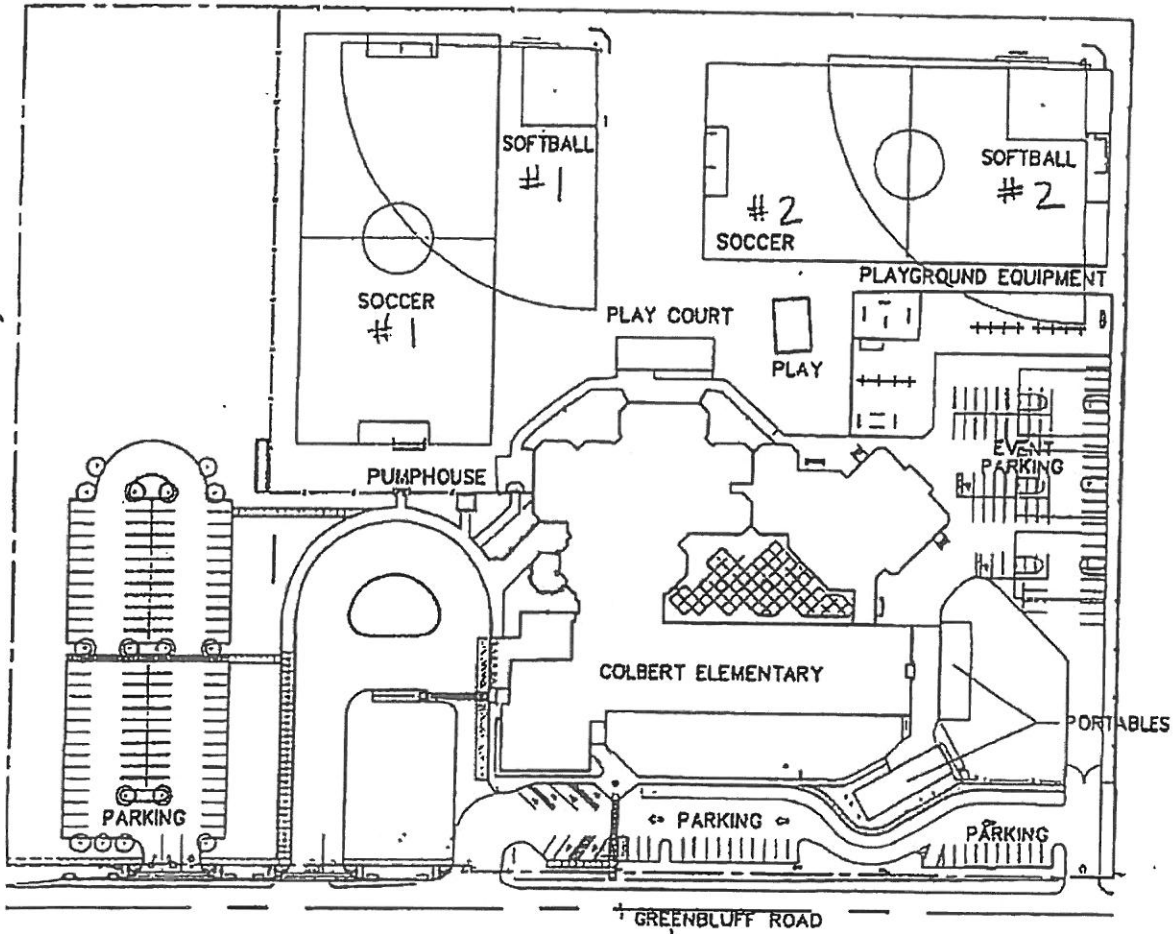 SOFTBALL
#1
SOFTBALL
#2
#2
SOCCER
PLAYGROUND EQUIPMENT
SOCCER
#1
PLAY COURT
PLAY
EVENT
PARKING
PUMPHOUSE
COLBERT ELEMENTARY
PORTABLES
PARKING
PARKING
PARKING
GREENBLUFF ROAD